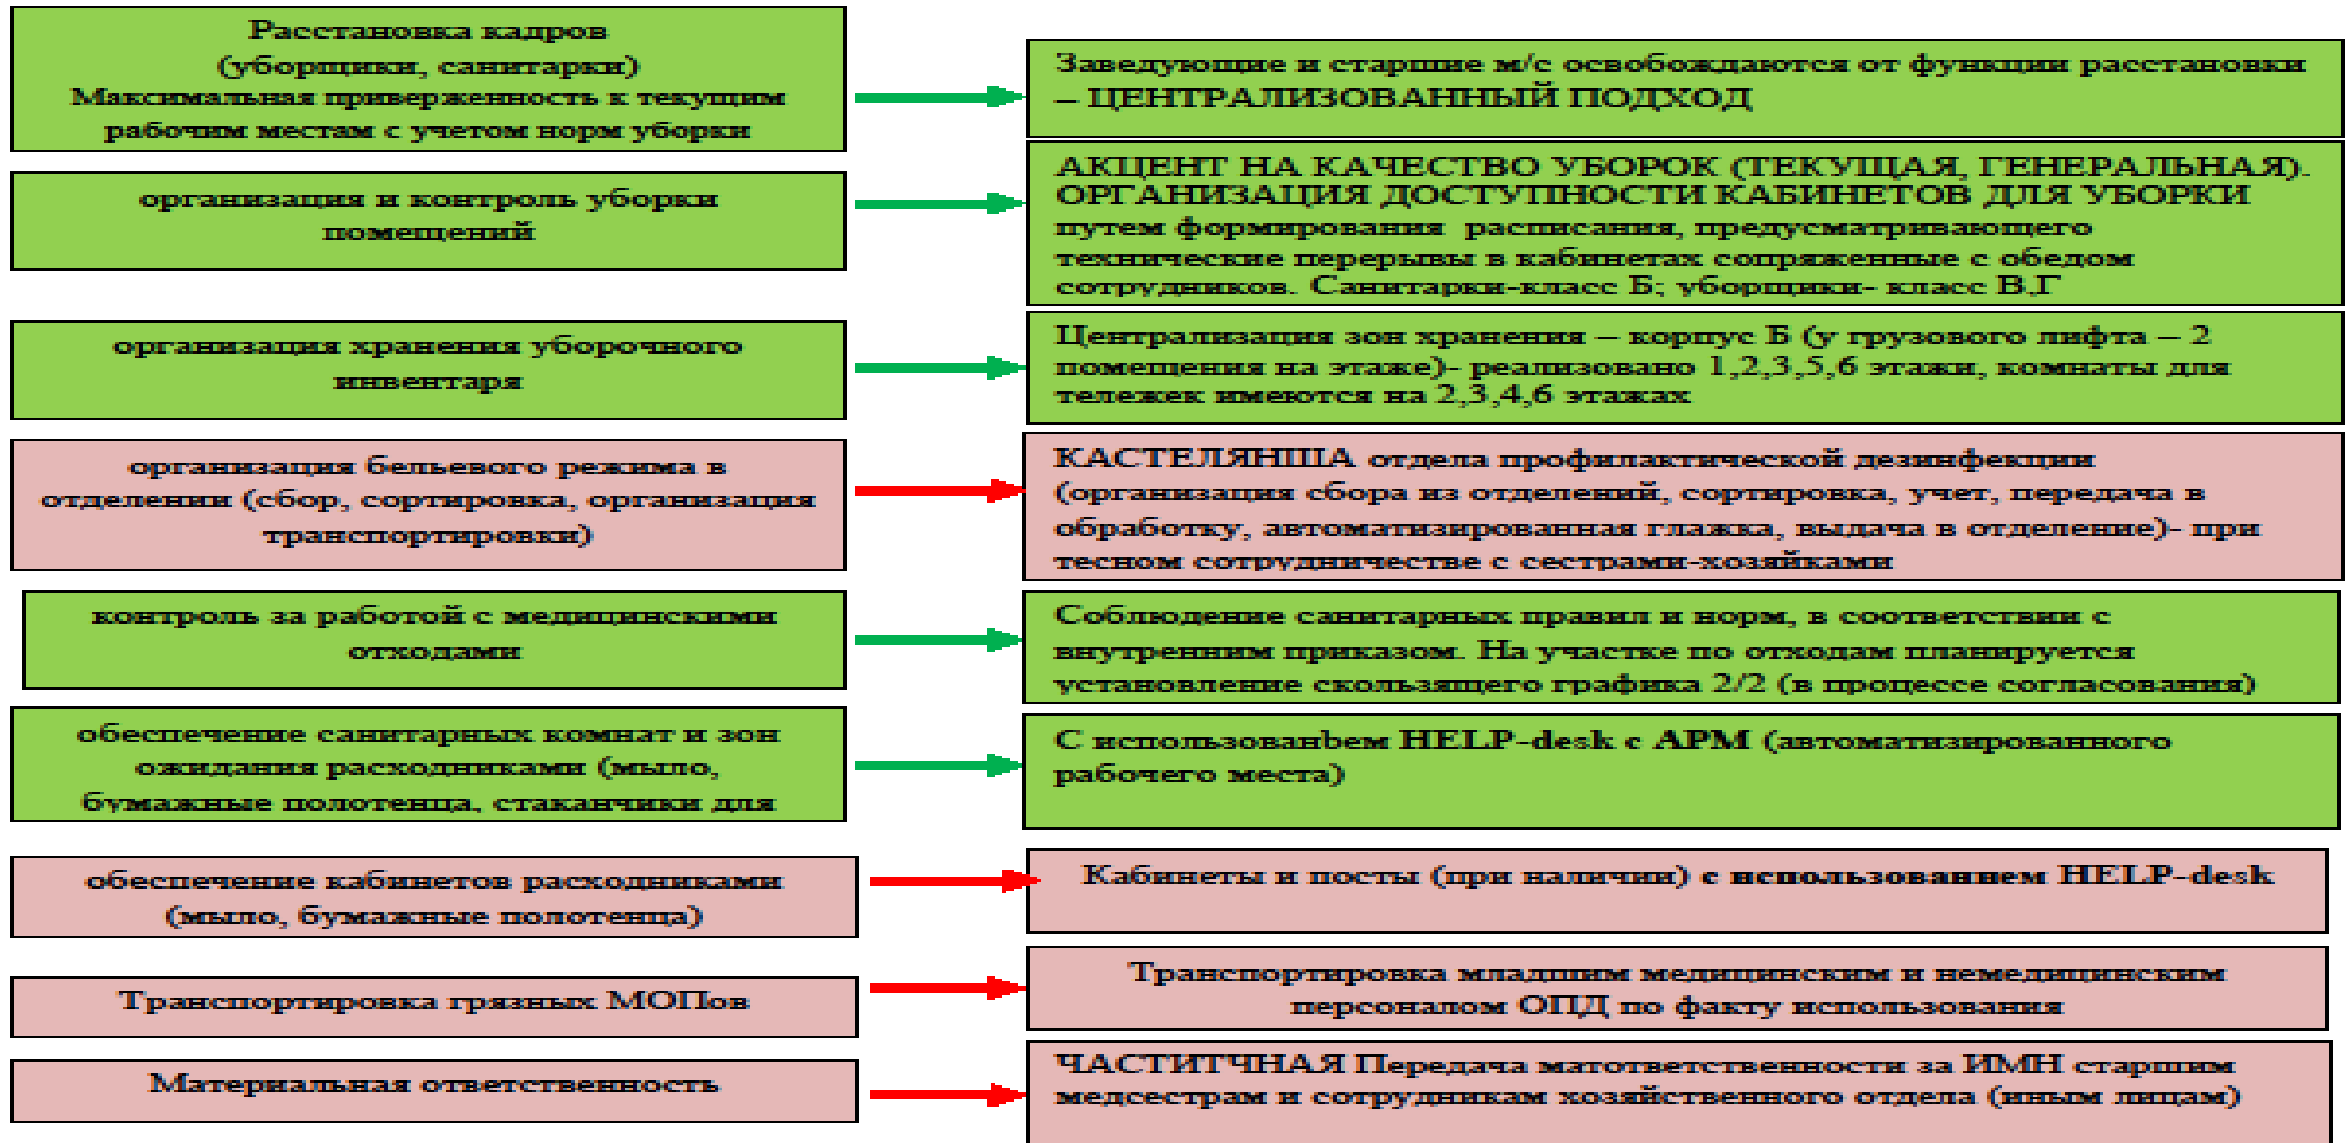 Расстановка кадров
(уборщики, санитарки)
Максимальная приверженность к текущим
рабочим местам с учетом норм уборки
Заведующие и старшие м/с освобождаются от функции расстановки
– ЦЕНТРАЛИЗОВАННЫЙ ПОДХОД
организация и контроль уборки
помещений
АКЦЕНТ НА КАЧЕСТВО УБОРОК (ТЕКУЩАЯ, ГЕНЕРАЛЬНАЯ).
ОРГАНИЗАЦИЯ ДОСТУПНОСТИ КАБИНЕТОВ ДЛЯ УБОРКИ
путем формирования расписания, предусматривающего
технические перерывы в кабинетах сопряженные с обедом
сотрудников. Санитарки-класс Б; уборщики- класс В,Г
организация хранения уборочного
инвентаря
Централизация зон хранения – корпус Б (у грузового лифта – 2
помещения на этаже)- реализовано 1,2,3,5,6 этажи, комнаты для
тележек имеются на 2,3,4,6 этажах
организация бельевого режима в
отделении (сбор, сортировка, организация
транспортировки)
КАСТЕЛЯНША отдела профилактической дезинфекции
(организация сбора из отделений, сортировка, учет, передача в
обработку, автоматизированная глажка, выдача в отделение)- при
тесном сотрудничестве с сестрами-хозяйками
контроль за работой с медицинскими
отходами
Соблюдение санитарных правил и норм, в соответствии с
внутренним приказом. На участке по отходам планируется
установление скользящего графика 2/2 (в процессе согласования)
обеспечение санитарных комнат и зон
ожидания расходниками (мыло,
бумажные полотенца, стаканчики для
С использованbем HELP-desk с АРМ (автоматизированного
рабочего места)
обеспечение кабинетов расходниками
(мыло, бумажные полотенца)
Кабинеты и посты (при наличии) с использованием HELP-desk
Транспортировка грязных МОПов
Транспортировка младшим медицинским и немедицинским
персоналом ОПД по факту использования
Материальная ответственность
ЧАСТИТЧНАЯ Передача матответственности за ИМН старшим
медсестрам и сотрудникам хозяйственного отдела (иным лицам)